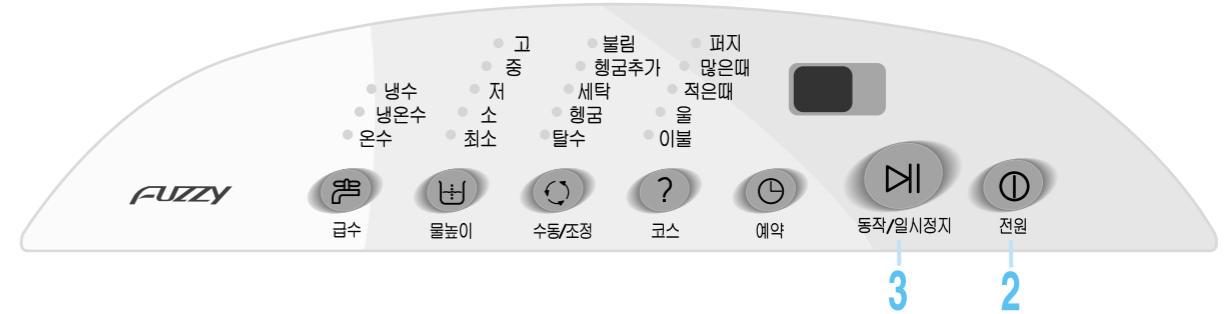 고 불림 퍼지
중 헹굼추가 많은때
냉수 저 세탁 적은때
냉온수 소 헹굼 울
온수 최소 탈수 이불
FUZZY
?
급수 물높이 수동/조정 코스 예약 동작/일시정지 전원
3 2